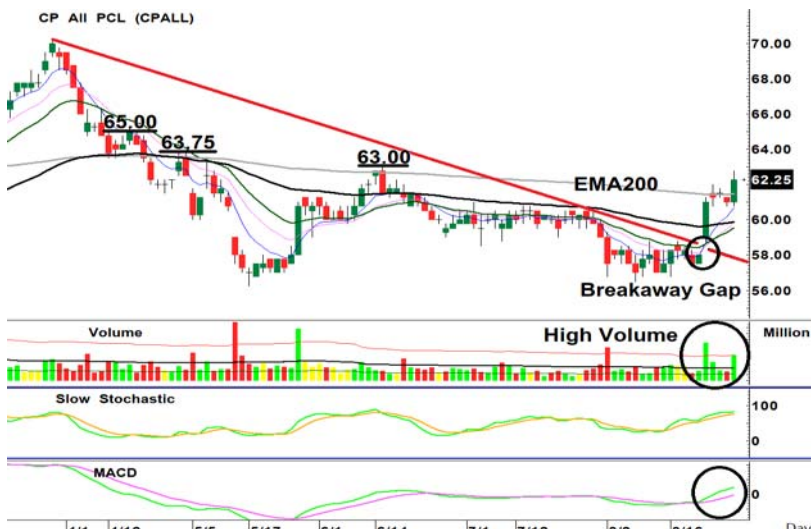 CP All PCL (CPALL)
70.00
68.00
66.00
65.00
64.00
63.75
63.00
62.25
EMA200
60.00
58.00
Breakaway Gap
56.00
Volume
High Volume
Million
Slow Stochastic
100
0
MACD
0